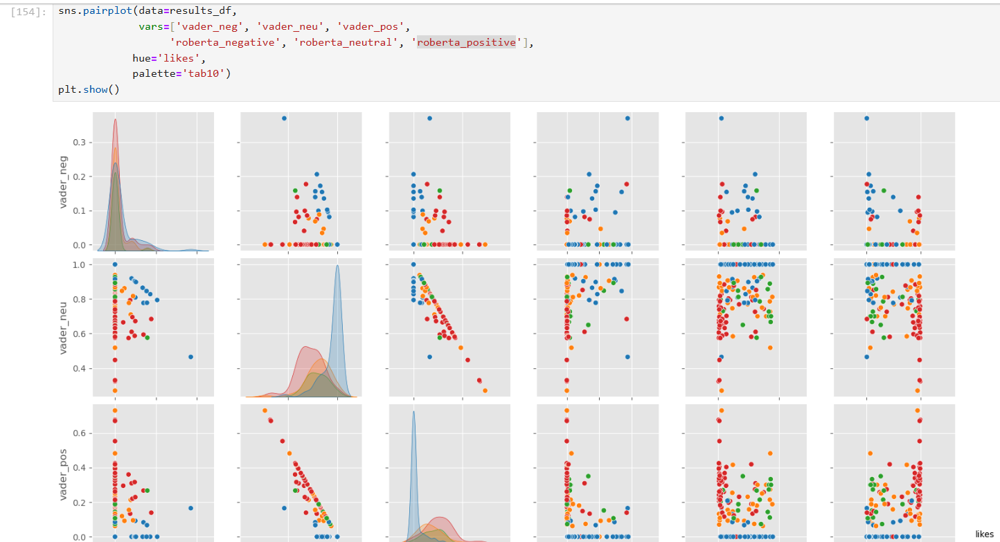 [154]:
sns.pairplot(data=results_df,
vars=['vader_neg', 'vader_neu', 'vader_pos',
'roberta_negative', 'roberta_neutral', 'roberta_positive'],
hue='likes',
palette='tab10')
plt.show()
vader_neg
0.3
0.2
0.1
0.0
vader_neu
1.0
0.8
0.6
0.4
vader_pos
0.6
0.4
0.2
0.0
likes